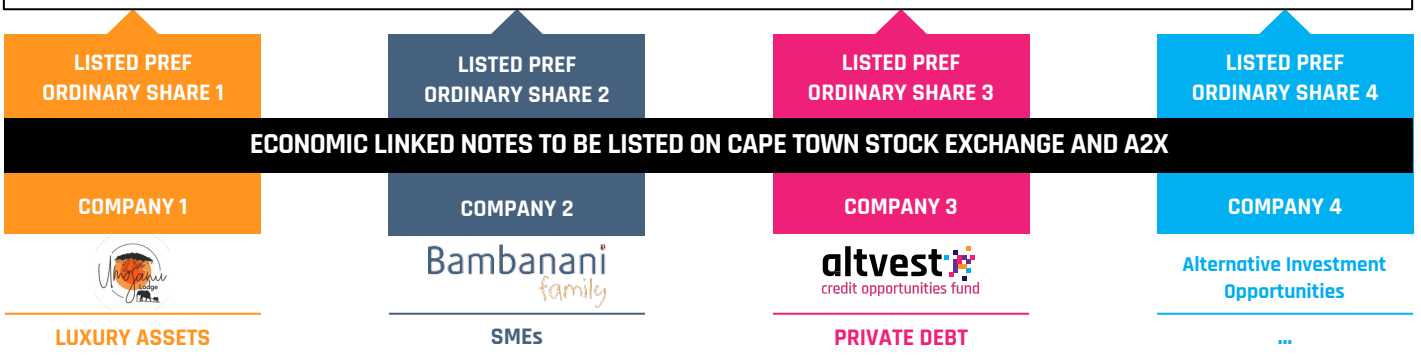 LISTED PREF
ORDINARY SHARE 1
LISTED PREF
ORDINARY SHARE 2
LISTED PREF
ORDINARY SHARE 3
LISTED PREF
ORDINARY SHARE 4
ECONOMIC LINKED NOTES TO BE LISTED ON CAPE TOWN STOCK EXCHANGE AND A2X
COMPANY 1
COMPANY 2
COMPANY 3
COMPANY 4
Umganu
Lodge
Bambanani
family
altvest
credit opportunities fund
Alternative Investment
Opportunities
LUXURY ASSETS
SMEs
PRIVATE DEBT
...